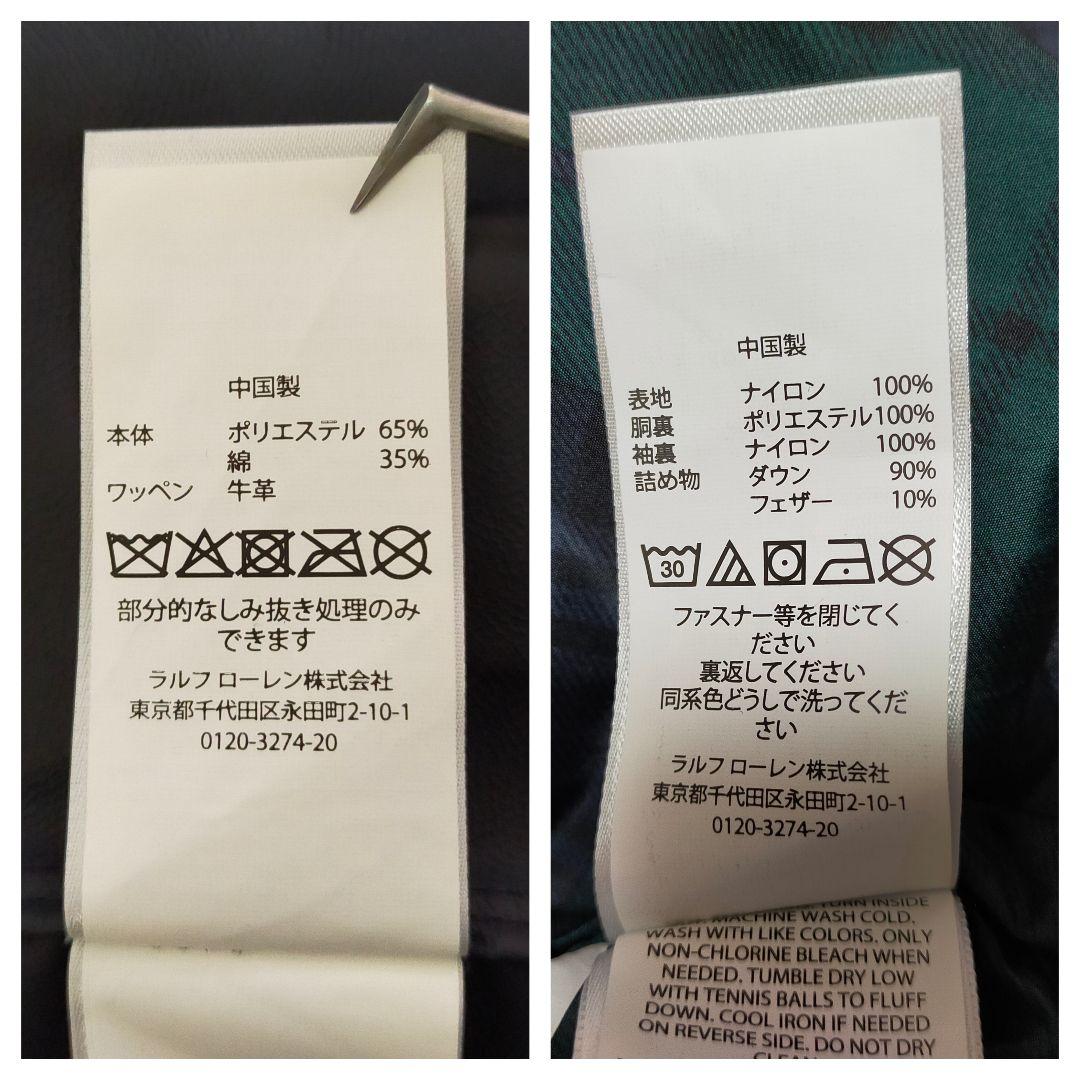 中国製
本体 ポリエステル 65%
綿 35%
ワッペン 牛革
部分的なしみ抜き処理のみ
できます
ラルフ ローレン株式会社
東京都千代田区永田町2-10-1
0120-3274-20
中国製
表地 ナイロン 100%
胴裏 ポリエステル100%
袖裏 ナイロン 100%
詰め物 ダウン 90%
フェザー 10%
30
ファスナー等を閉じてく
ださい
裏返してください
同系色どうしで洗ってくだ
さい
ラルフ ローレン株式会社
東京都千代田区永田町2-10-1
0120-3274-20
TURN INSIDE
MACHINE WASH COLD.
WASH WITH LIKE COLORS. ONLY
NON-CHLORINE BLEACH WHEN
NEEDED. TUMBLE DRY LOW
WITH TENNIS BALLS TO FLUFF
DOWN. COOL IRON IF NEEDED
ON REVERSE SIDE. DO NOT DRY